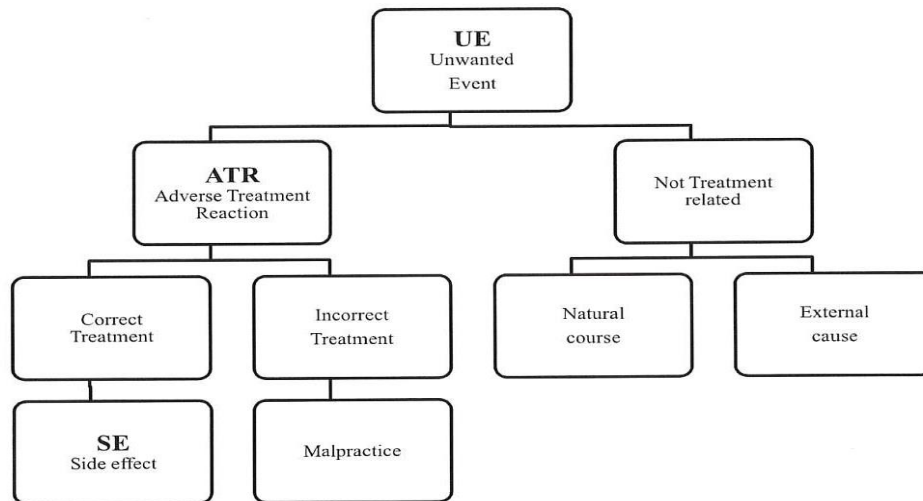 UE
Unwanted
Event
ATR
Adverse Treatment
Reaction
Not Treatment
related
Correct
Treatment
Incorrect
Treatment
Natural
course
External
cause
SE
Side effect
Malpractice